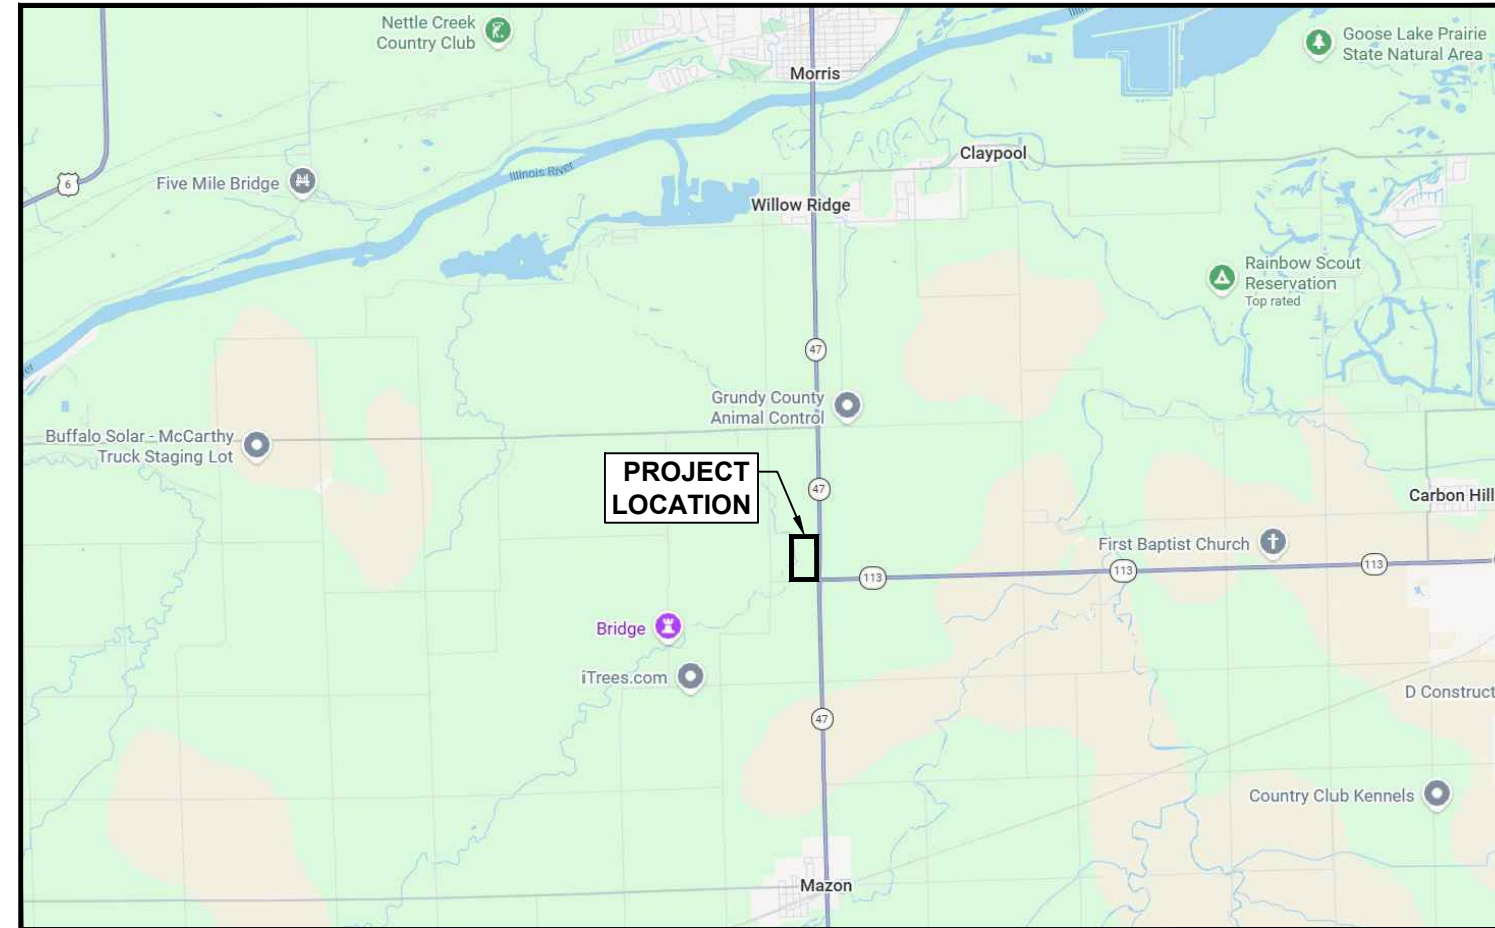 Nettle Creek
Country Club
Goose Lake Prairie
State Natural Area
Morris
Claypool
6
Five Mile Bridge
Illinois River
Willow Ridge
Rainbow Scout
Reservation
Top rated
47
Grundy County
Animal Control
Buffalo Solar - McCarthy
Truck Staging Lot
PROJECT
LOCATION
47
Carbon Hill
First Baptist Church
113
113
113
Bridge
iTrees.com
D Construct
47
Country Club Kennels
Mazon